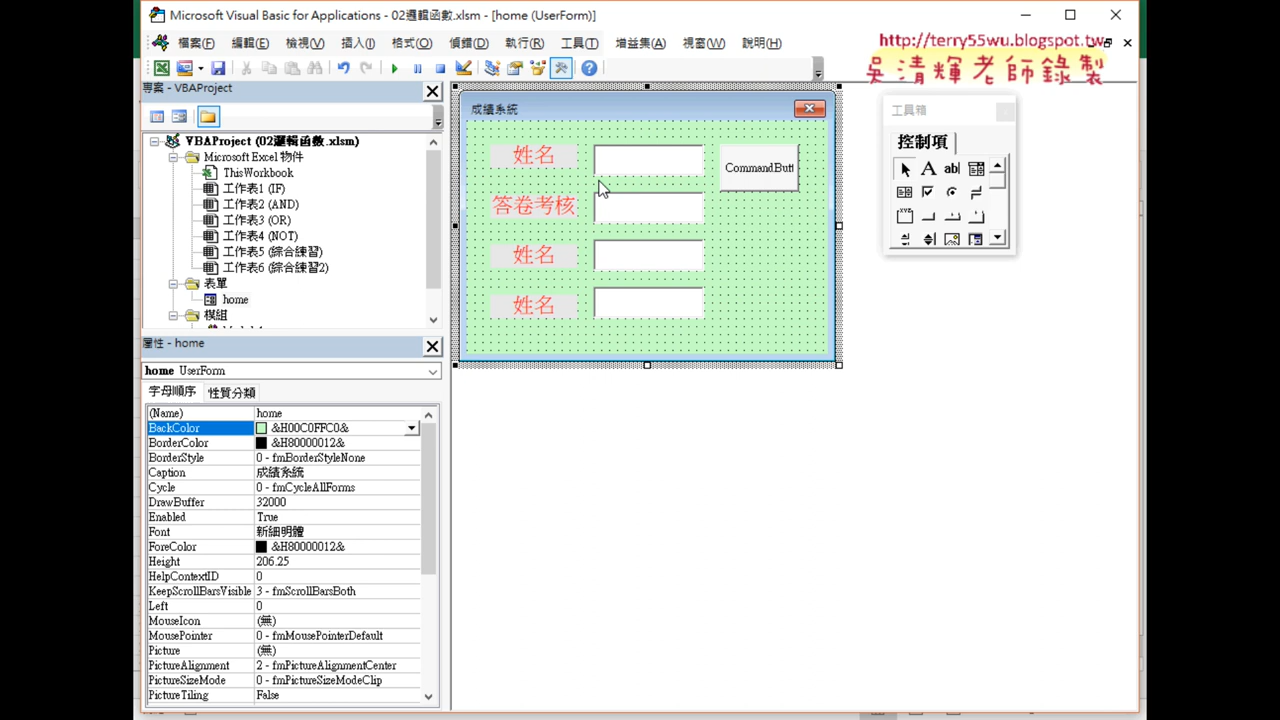 Microsoft Visual Basic for Applications - 02邏輯函數.xlsm - [home (UserForm)]
檔案(F) 編輯(E) 檢視(V) 插入(I) 格式(O) 偵錯(D) 執行(R) 工具(T) 增益集(A) 視窗(W) 說明(H)
http://terry55wu.blogspot.tw
吳清輝老師錄製
專案 - VBAProject
VBAProject (02邏輯函數.xlsm)
Microsoft Excel 物件
ThisWorkbook
工作表1 (IF)
工作表2 (AND)
工作表3 (OR)
工作表4 (NOT)
工作表5 (綜合練習)
工作表6 (綜合練習2)
表單
home
模組
屬性 - home
home UserForm
字母順序 性質分類
(Name) home
BackColor &H00C0FFC0&
BorderColor &H80000012&
BorderStyle 0 - fmBorderStyleNone
Caption 成績系統
Cycle 0 - fmCycleAllForms
DrawBuffer 32000
Enabled True
Font 新細明體
ForeColor &H80000012&
Height 206.25
HelpContextID 0
KeepScrollBarsVisible 3 - fmScrollBarsBoth
Left 0
MouseIcon (無)
MousePointer 0 - fmMousePointerDefault
Picture (無)
PictureAlignment 2 - fmPictureAlignmentCenter
PictureSizeMode 0 - fmPictureSizeModeClip
PictureTiling False
成績系統
姓名
CommandButt
答卷考核
姓名
姓名
工具箱
控制項
A ab